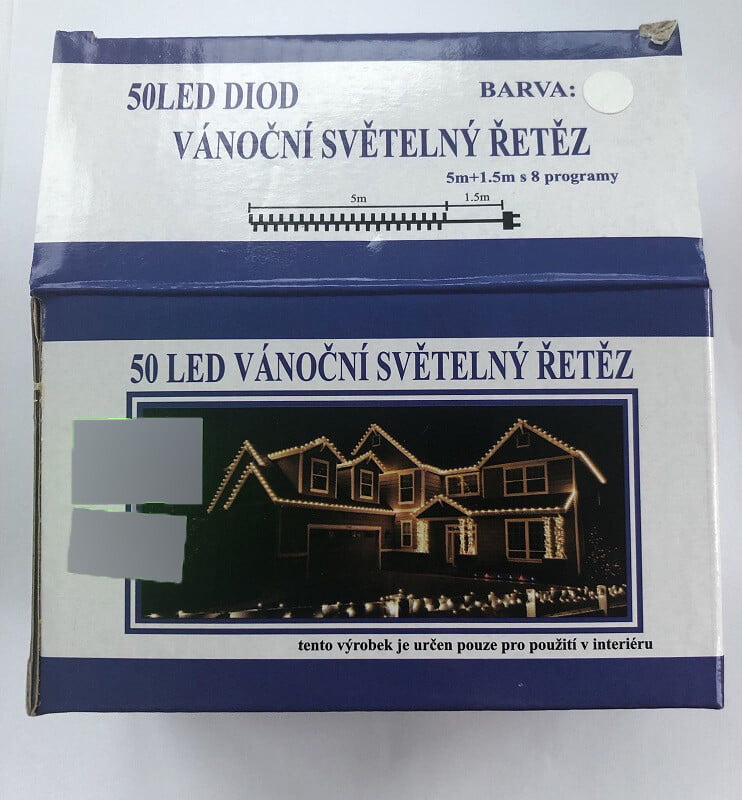 50LED DIOD
BARVA:
VÁNOČNÍ SVĚTELNÝ ŘETĚZ
5m+1.5m s 8 programy
5m
1.5m
50 LED VÁNOČNÍ SVĚTELNÝ ŘETĚZ
tento výrobek je určen pouze pro použití v interiéru